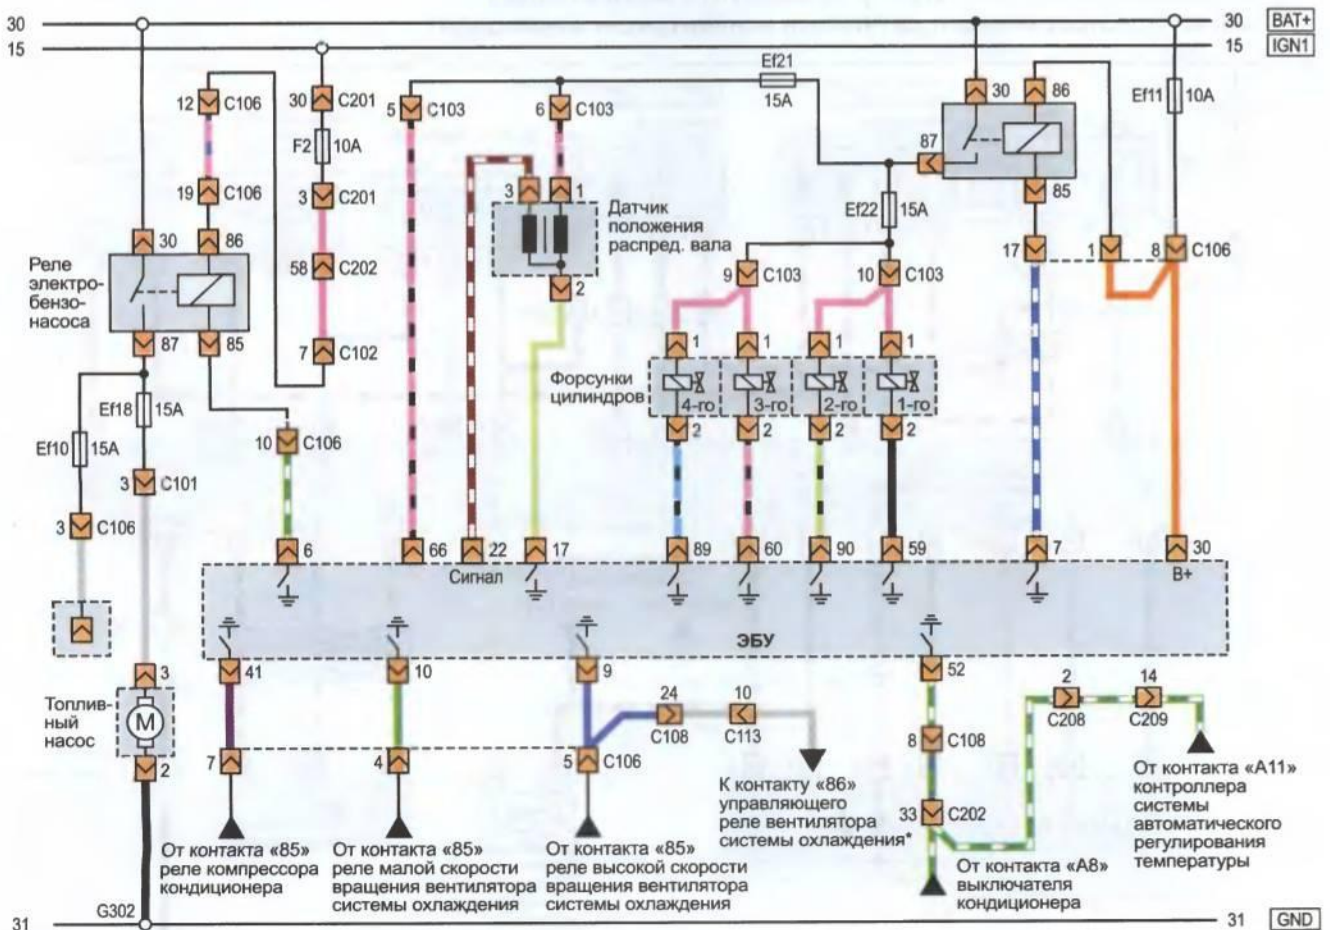 30
30 BAT+
15
15 IGN1
Ef21
15A
12 C106
30 C201
5 C103
6 C103
30
86
Ef11 10A
F2 10A
87
19 C106
3 C201
3
1
85
Ef22 15A
Датчик
положения
распред. вала
30
86
58 C202
9 C103
10 C103
17
1
8 C106
Реле
электро-
бензо-
насоса
2
87
85
7 C102
1
1
1
1
Форсунки
цилиндров
4-го
3-го
2-го
1-го
Ef18 15A
Ef10 15A
10 C106
2
2
2
2
3 C101
3 C106
6
66
22
17
89
60
90
59
7
30
Сигнал
B+
ЭБУ
3
41
10
9
52
2
14
24
10
C208
C209
Топлив-
ный
насос
M
C108
C113
8 C108
2
7
4
5 C106
К контакту «86»
управляющего
реле вентилятора
системы охлаждения*
33 C202
От контакта «А11»
контроллера
системы
автоматического
регулирования
температуры
От контакта «85»
реле компрессора
кондиционера
От контакта «85»
реле малой скорости
вращения вентилятора
системы охлаждения
От контакта «85»
реле высокой скорости
вращения вентилятора
системы охлаждения
От контакта «А8»
выключателя
кондиционера
G302
31
31 GND